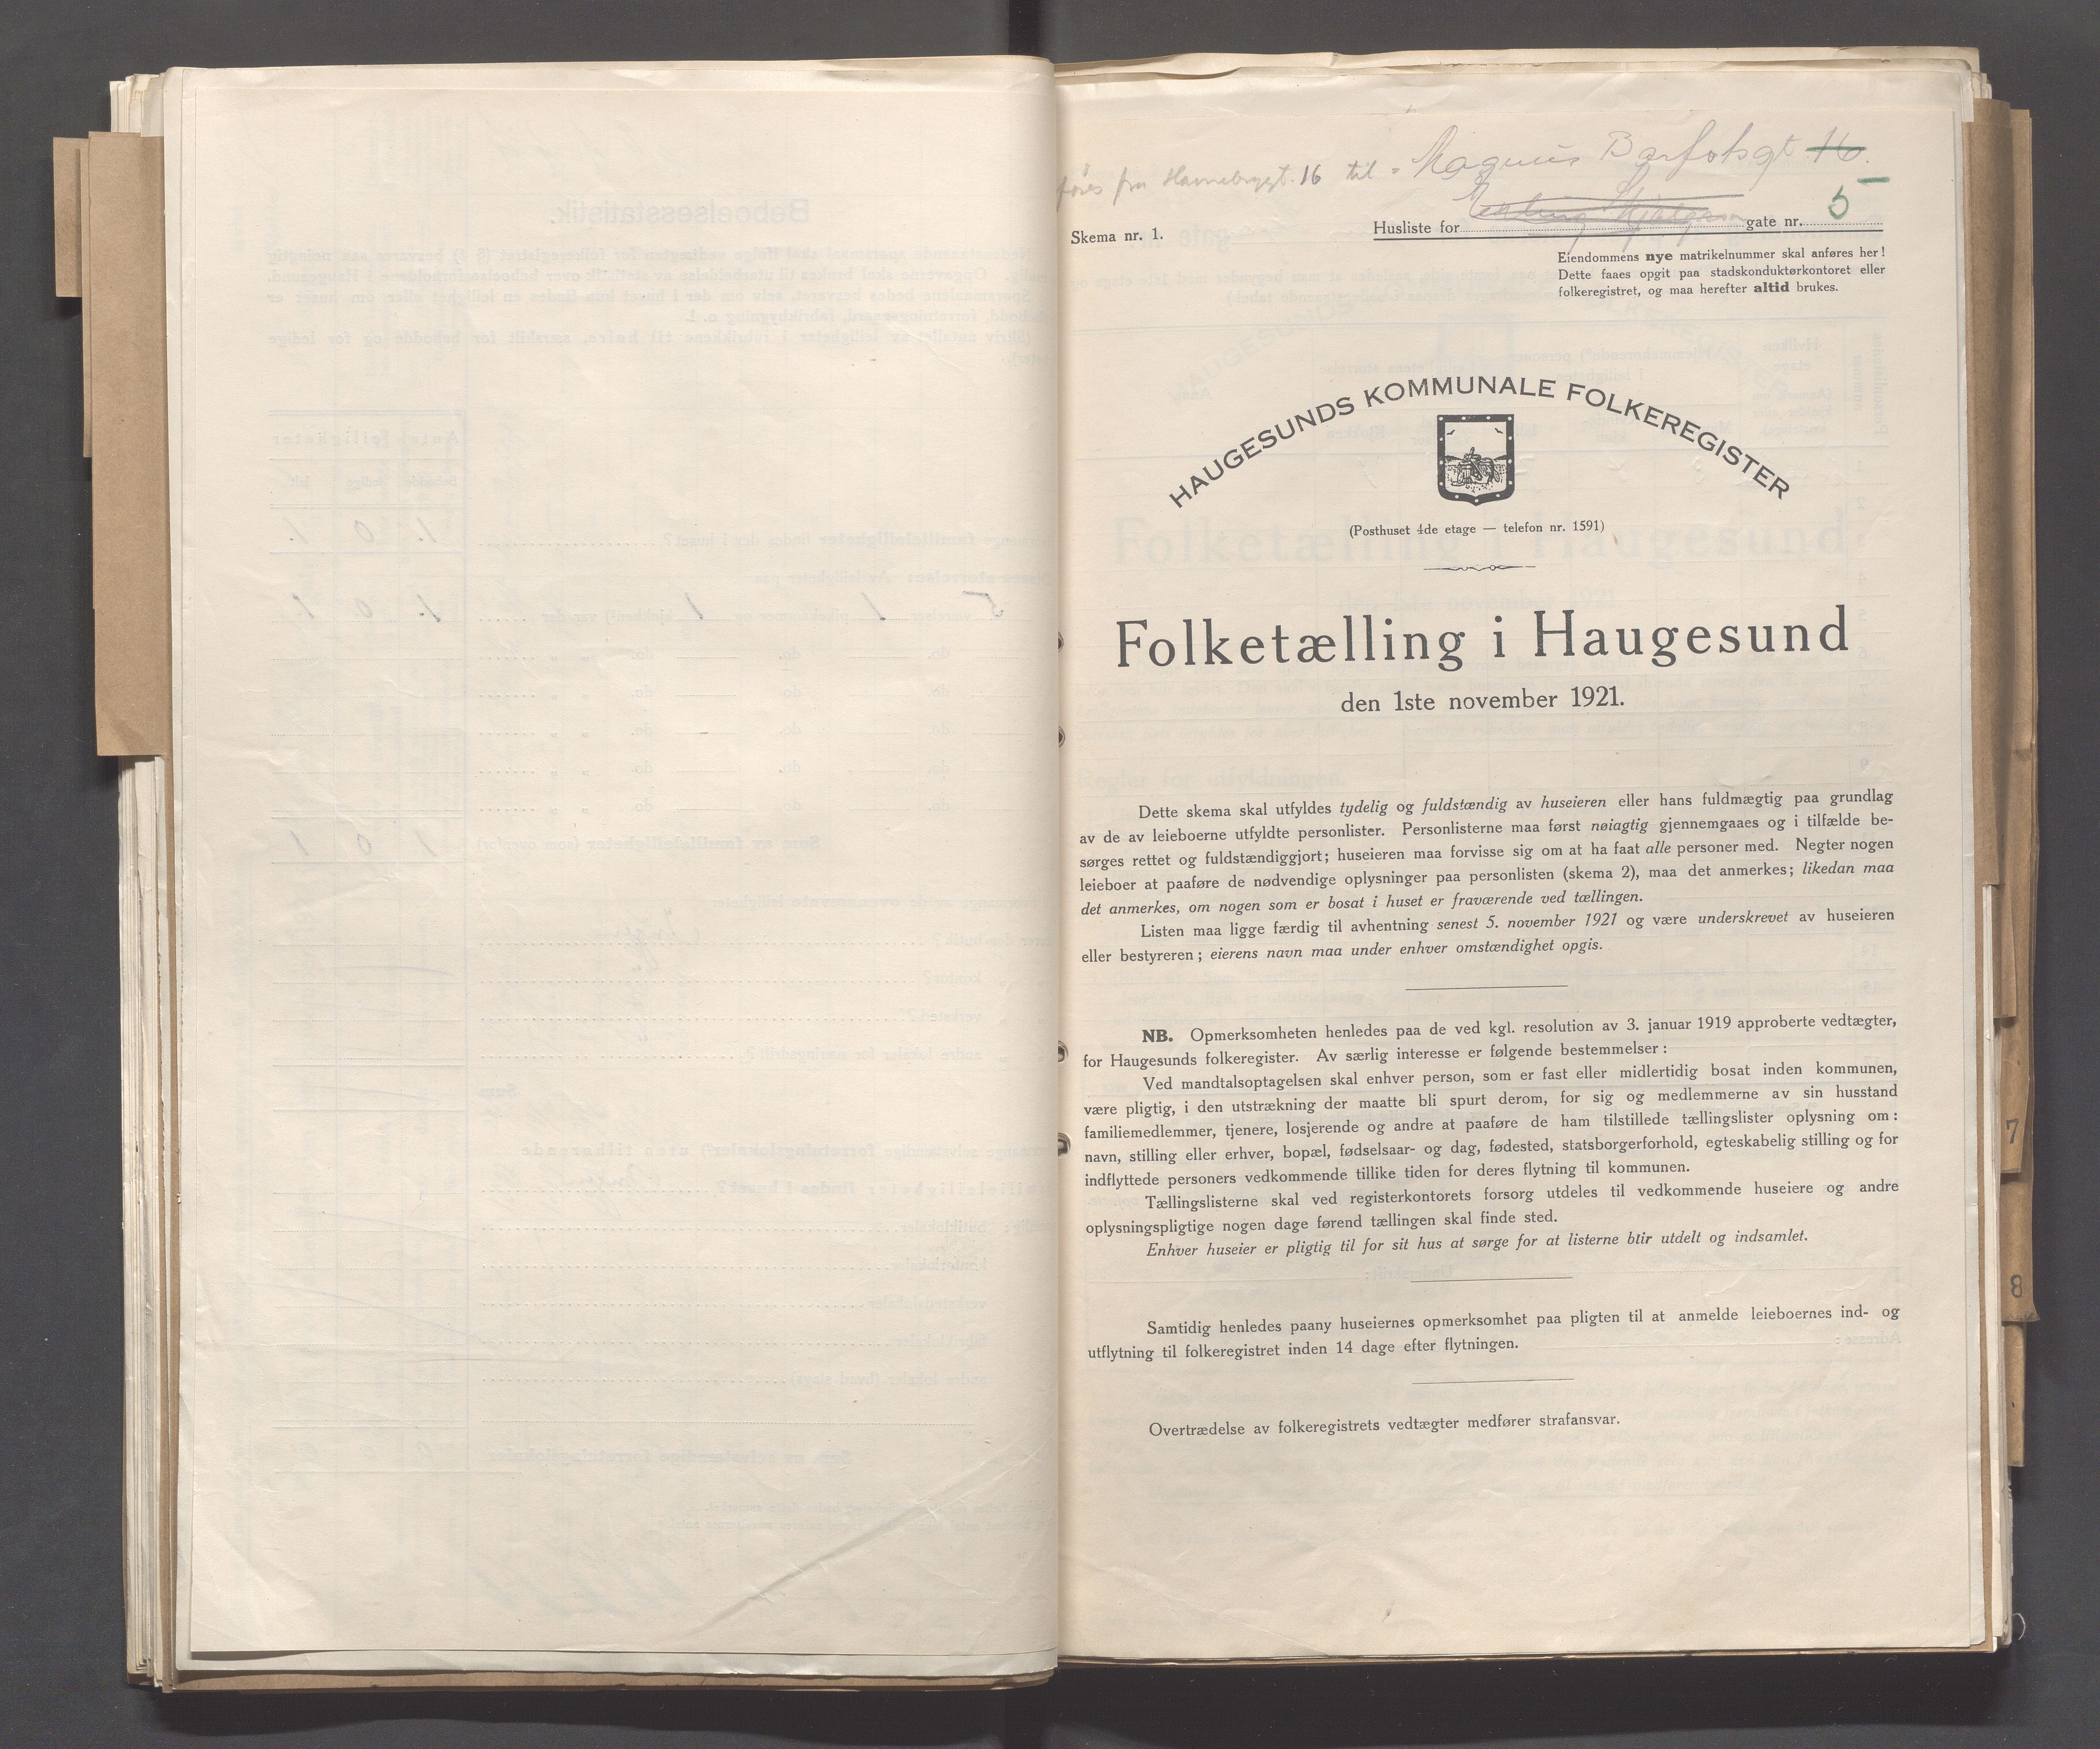 føres fra Havnebrygt. 16 til Magnus Barfotsgt 16.
5
Skema nr. 1.
Husliste for Erling Skjalgson gate nr.
Eiendommens nye matrikelnummer skal anføres her!
Dette faaes opgit paa stadskonduktørkontoret eller
folkeregistret, og maa herefter altid brukes.
HAUGESUNDS KOMMUNALE FOLKEREGISTER
(Posthuset 4de etage — telefon nr. 1591)
Folketælling i Haugesund
den 1ste november 1921.
Dette skema skal utfyldes tydelig og fuldstændig av huseieren eller hans fuldmægtig paa grundlag
av de av leieboerne utfyldte personlister. Personlisterne maa først nøiagtig gjennemgaaes og i tilfælde be-
sørges rettet og fuldstændiggjort; huseieren maa forvisse sig om at ha faat alle personer med. Negter nogen
leieboer at paaføre de nødvendige oplysninger paa personlisten (skema 2), maa det anmerkes; likedan maa
det anmerkes, om nogen som er bosat i huset er fraværende ved tællingen.
Listen maa ligge færdig til avhentning senest 5. november 1921 og være underskrevet av huseieren
eller bestyreren; eierens navn maa under enhver omstændighet opgis.
NB. Opmerksomheten henledes paa de ved kgl. resolution av 3. januar 1919 approberte vedtægter,
for Haugesunds folkeregister. Av særlig interesse er følgende bestemmelser:
Ved mandtalsoptagelsen skal enhver person, som er fast eller midlertidig bosat inden kommunen,
være pligtig, i den utstrækning der maatte bli spurt derom, for sig og medlemmerne av sin husstand
familiemedlemmer, tjenere, losjerende og andre at paaføre de ham tilstillede tællingslister oplysning om:
navn, stilling eller erhver, bopæl, fødselsaar- og dag, fødested, statsborgerforhold, egteskabelig stilling og for
indflyttede personers vedkommende tillike tiden for deres flytning til kommunen.
Tællingslisterne skal ved registerkontorets forsorg utdeles til vedkommende huseiere og andre
oplysningspligtige nogen dage førend tællingen skal finde sted.
Enhver huseier er pligtig til for sit hus at sørge for at listerne blir utdelt og indsamlet.
Samtidig henledes paany huseiernes opmerksomhet paa pligten til at anmelde leieboernes ind- og
utflytning til folkeregistret inden 14 dage efter flytningen.
Overtrædelse av folkeregistrets vedtægter medfører strafansvar.
7
8